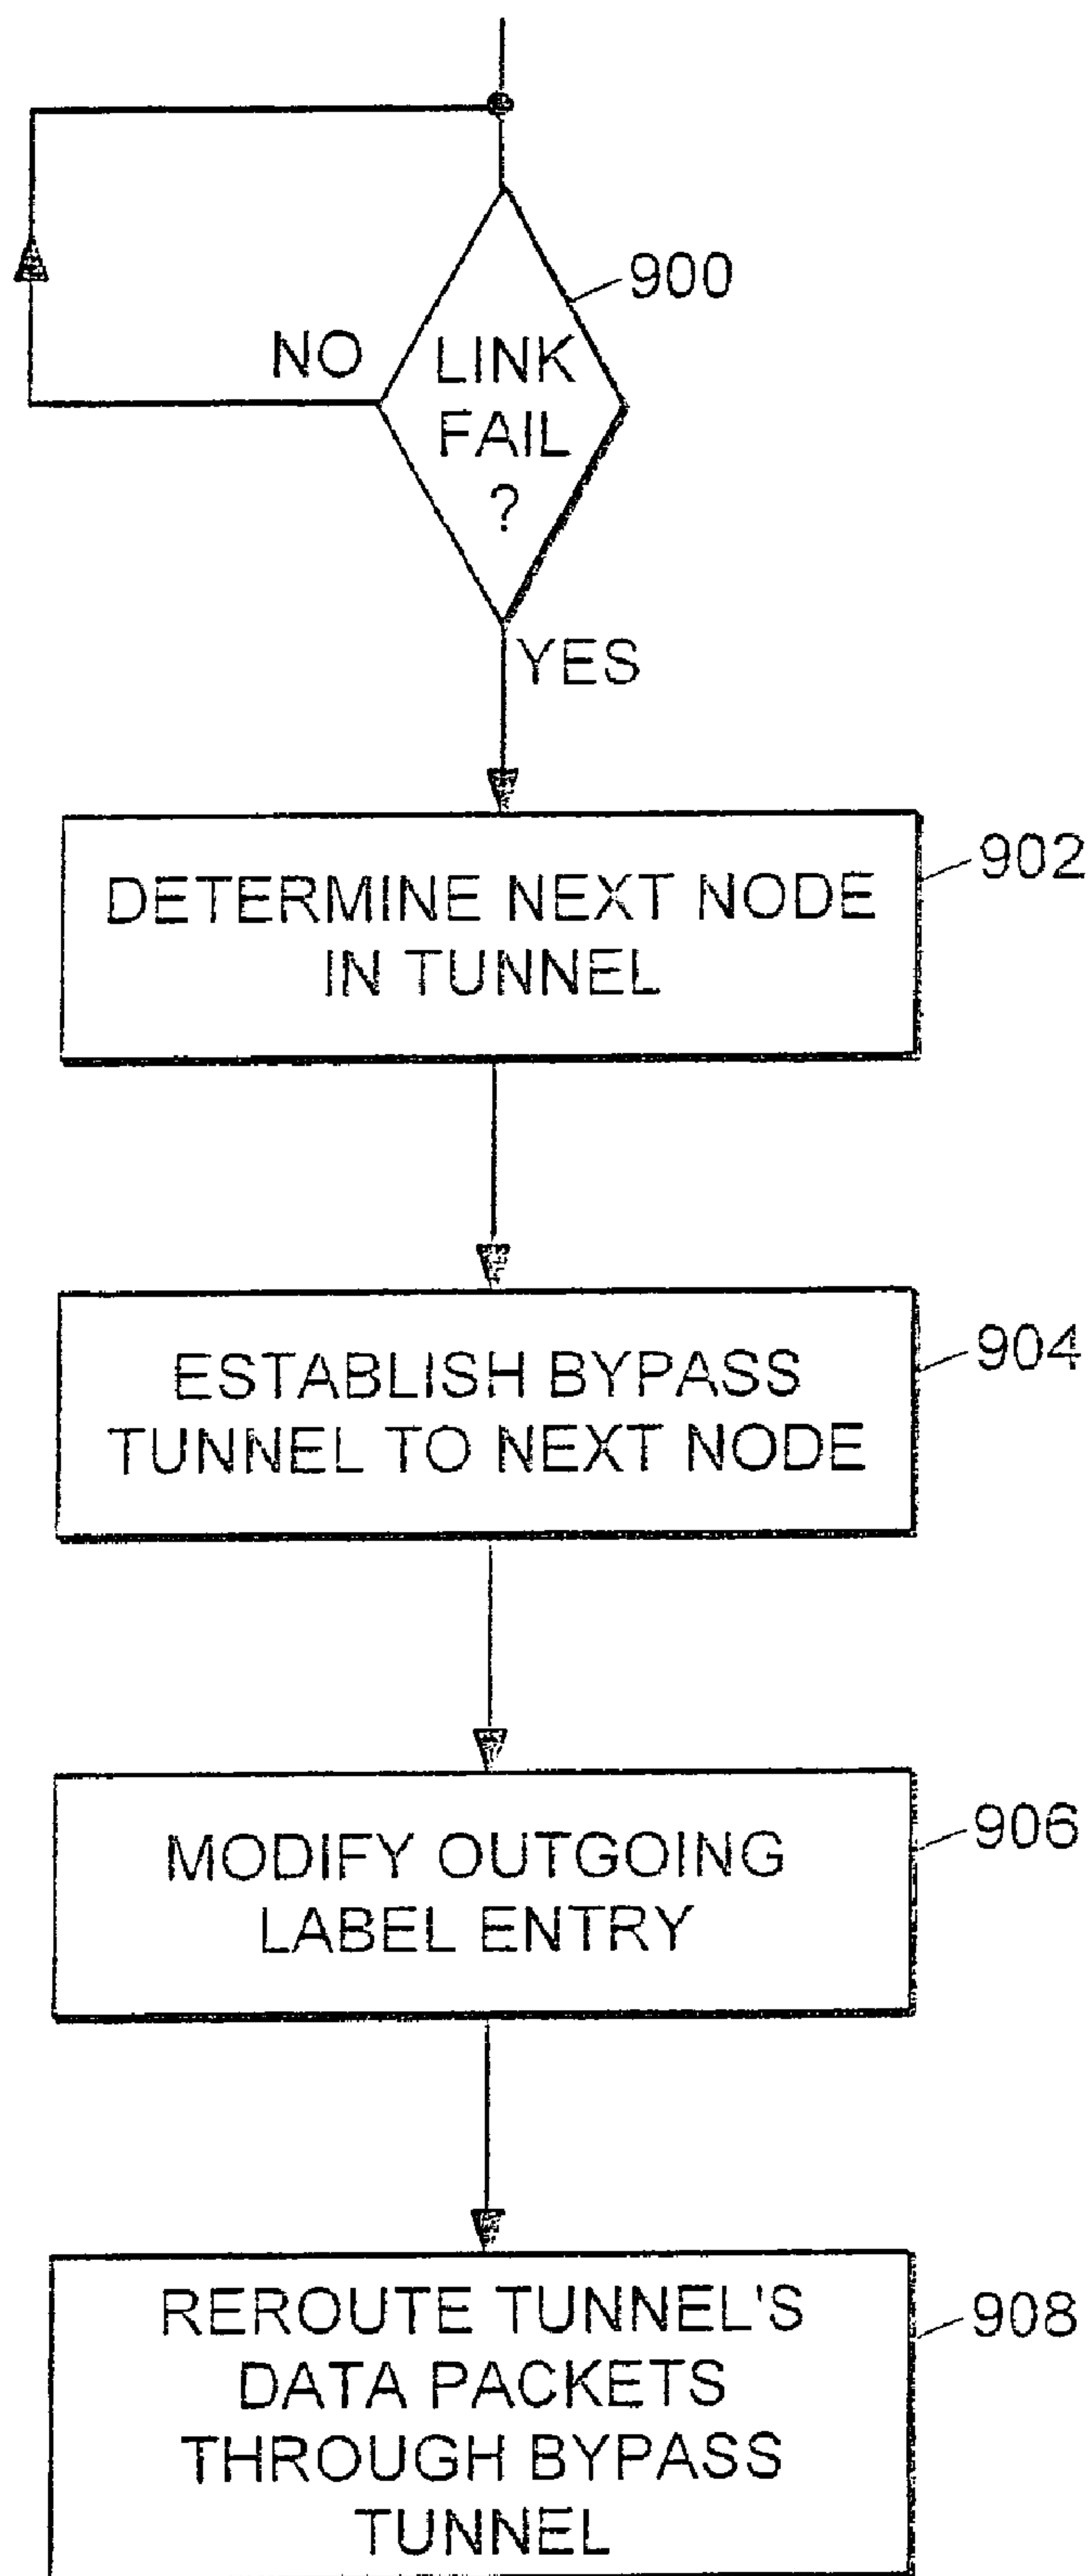 900
LINK
FAIL
?
NO
YES
902
DETERMINE NEXT NODE
IN TUNNEL
904
ESTABLISH BYPASS
TUNNEL TO NEXT NODE
906
MODIFY OUTGOING
LABEL ENTRY
908
REROUTE TUNNEL'S
DATA PACKETS
THROUGH BYPASS
TUNNEL